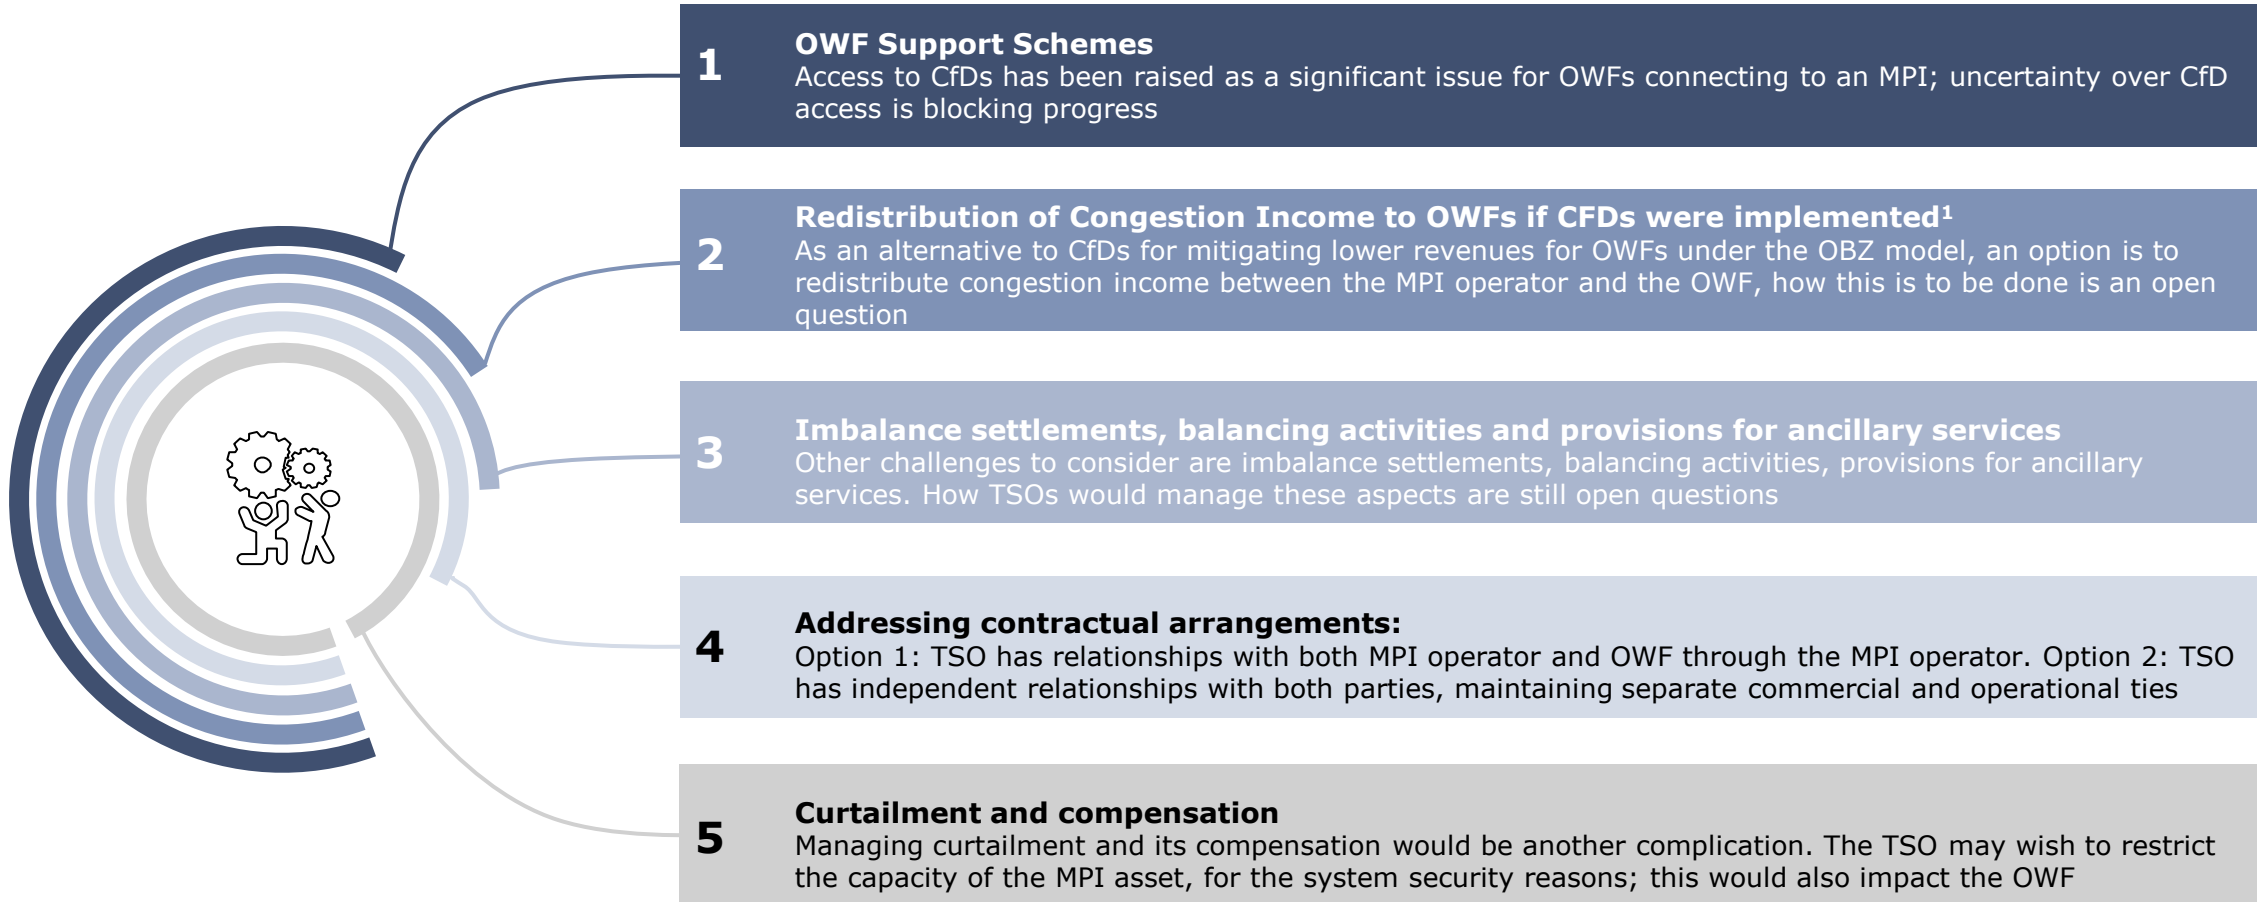 1
OWF Support Schemes
Access to CfDs has been raised as a significant issue for OWFs connecting to an MPI; uncertainty over CfD
access is blocking progress
2
Redistribution of Congestion Income to OWFs if CFDs were implemented¹
As an alternative to CfDs for mitigating lower revenues for OWFs under the OBZ model, an option is to
redistribute congestion income between the MPI operator and the OWF, how this is to be done is an open
question
3
Imbalance settlements, balancing activities and provisions for ancillary services
Other challenges to consider are imbalance settlements, balancing activities, provisions for ancillary
services. How TSOs would manage these aspects are still open questions
4
Addressing contractual arrangements:
Option 1: TSO has relationships with both MPI operator and OWF through the MPI operator. Option 2: TSO
has independent relationships with both parties, maintaining separate commercial and operational ties
5
Curtailment and compensation
Managing curtailment and its compensation would be another complication. The TSO may wish to restrict
the capacity of the MPI asset, for the system security reasons; this would also impact the OWF